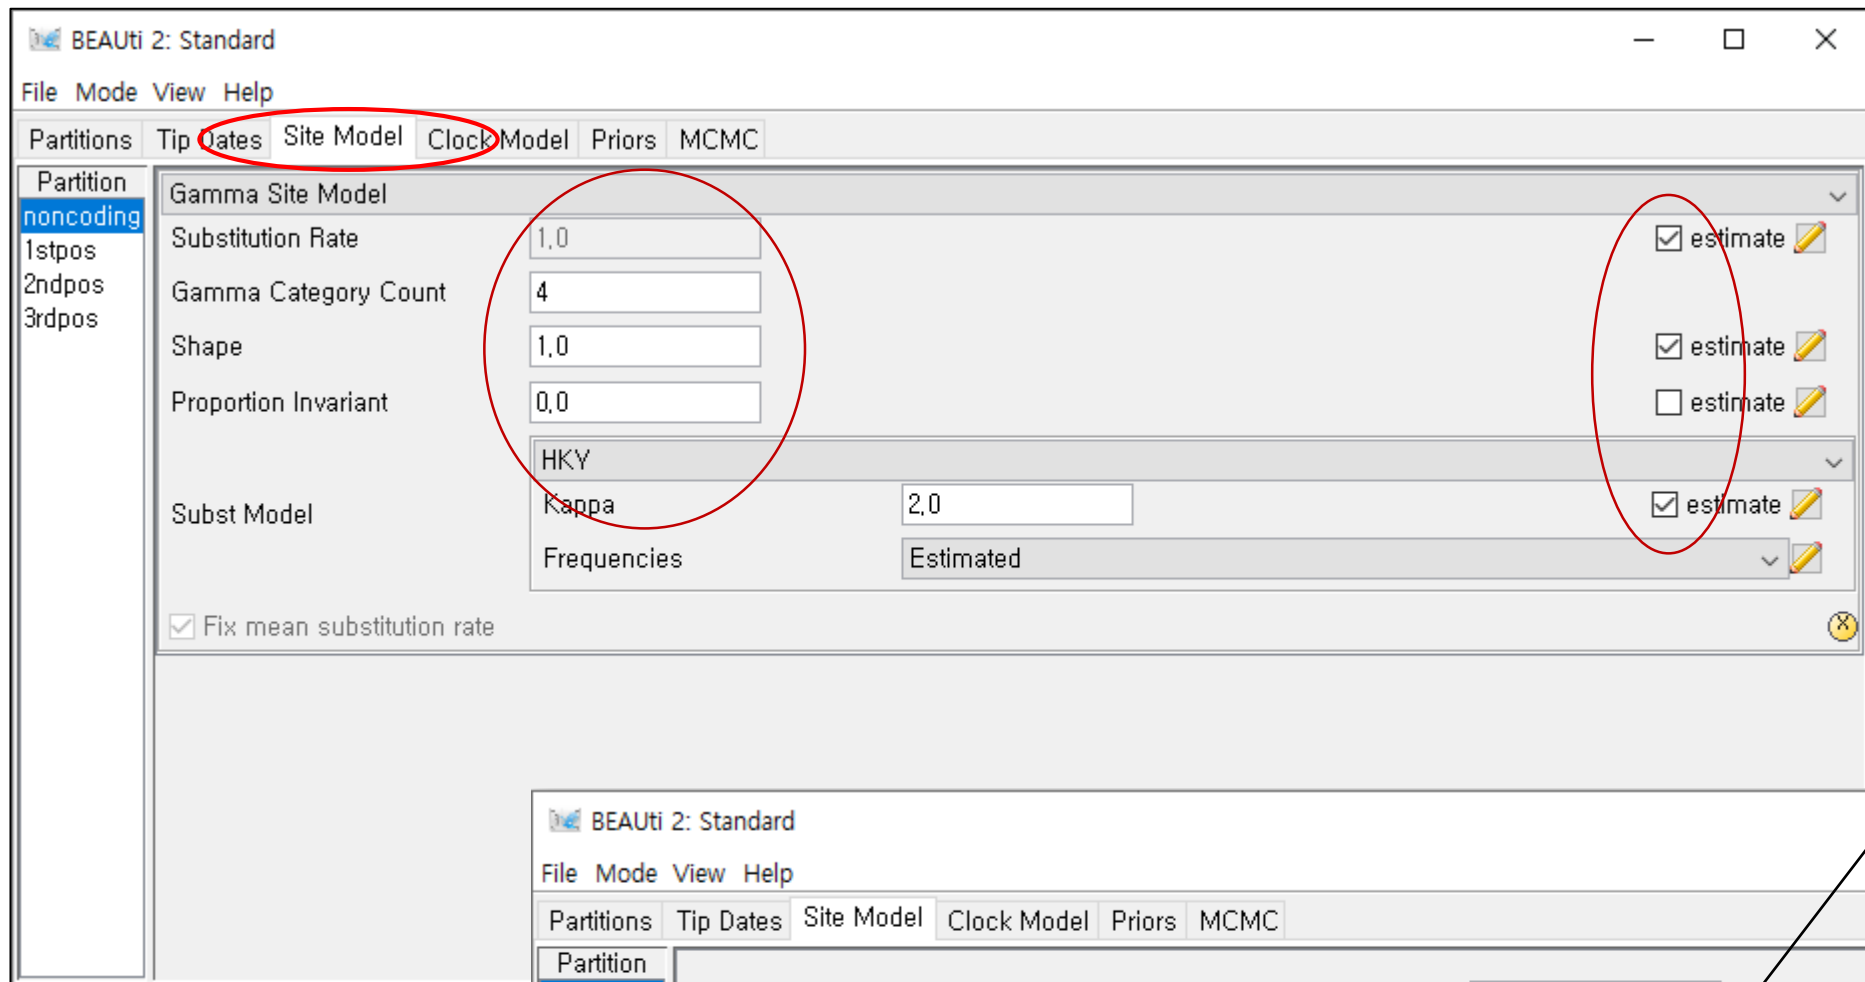 BEAUti 2: Standard
File Mode View Help
Partitions Tip Dates Site Model Clock Model Priors MCMC
Partition
noncoding
1stpos
2ndpos
3rdpos
Gamma Site Model
Substitution Rate 1,0 estimate
Gamma Category Count 4
Shape 1,0 estimate
Proportion Invariant 0,0 estimate
Subst Model
HKY
Kappa 2,0 estimate
Frequencies Estimated
Fix mean substitution rate
BEAUti 2: Standard
File Mode View Help
Partitions Tip Dates Site Model Clock Model Priors MCMC
Partition